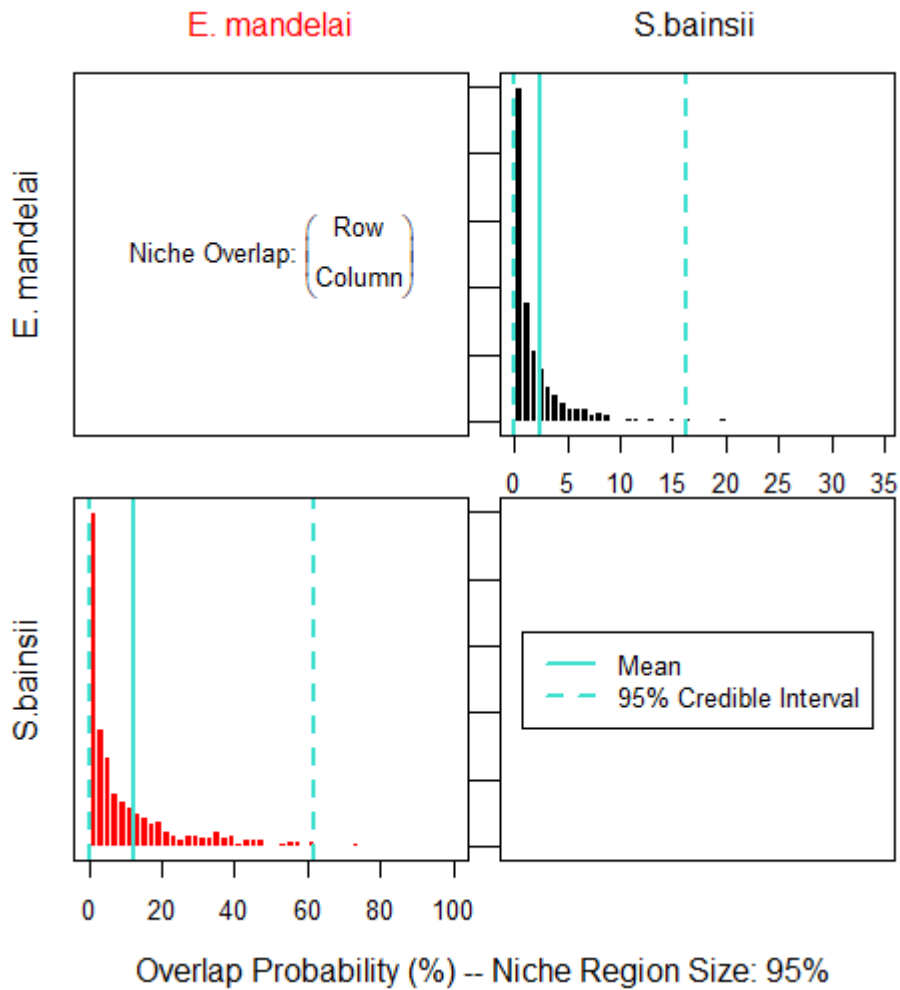 E. mandelai
S.bainsii
E. mandelai
Niche Overlap: (Row
Column)
0 5 10 15 20 25 30 35
S.bainsii
Mean
95% Credible Interval
0 20 40 60 80 100
Overlap Probability (%) -- Niche Region Size: 95%